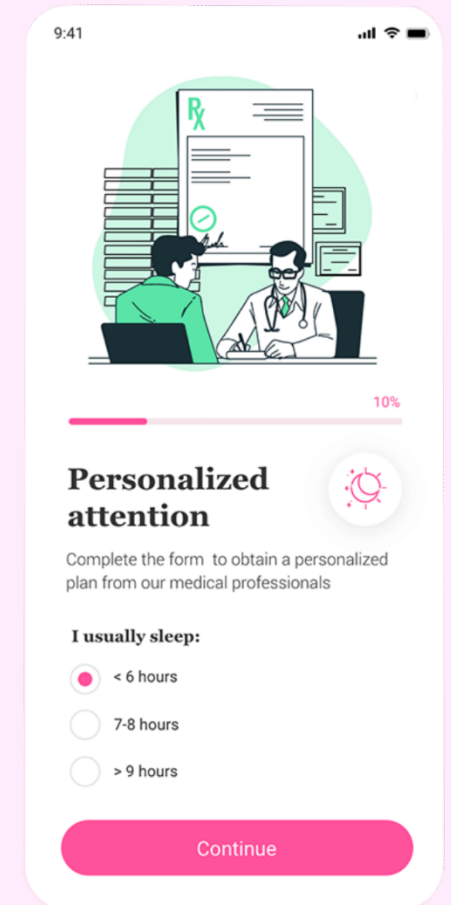 9:41
Rx
10%
Personalized
attention
Complete the form to obtain a personalized
plan from our medical professionals
I usually sleep:
< 6 hours
7-8 hours
> 9 hours
Continue